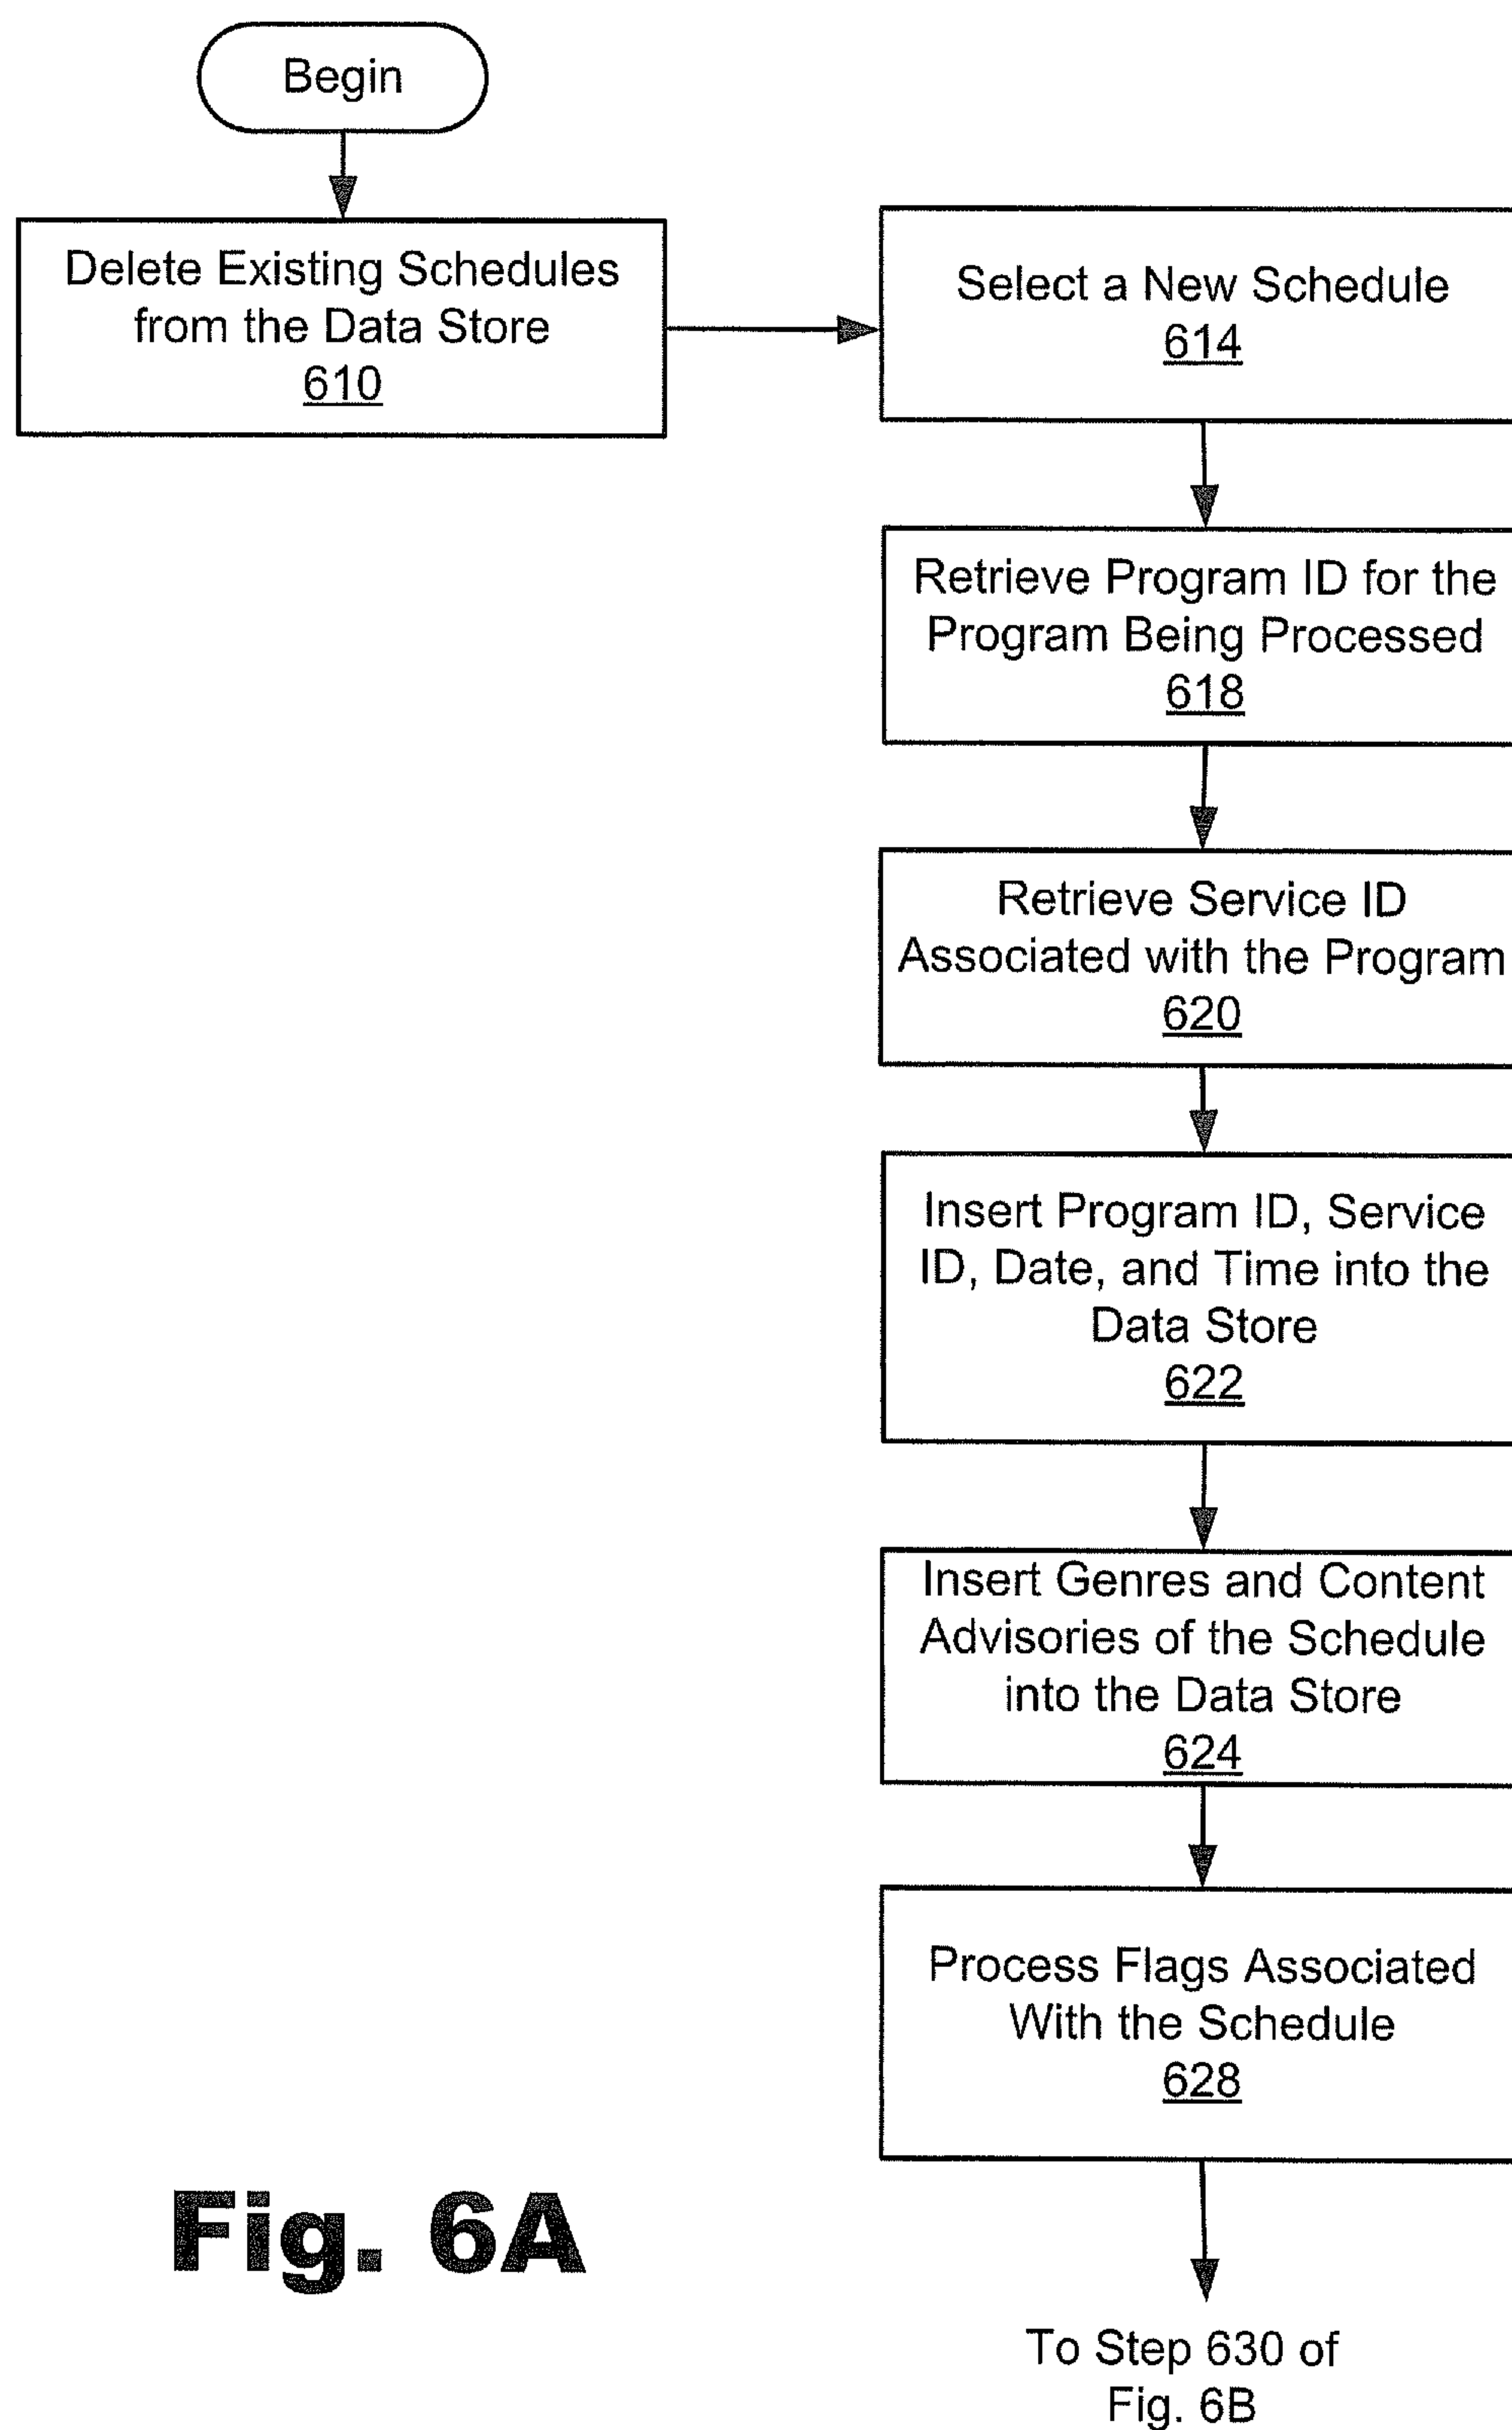 Begin
Delete Existing Schedules
from the Data Store
610
Select a New Schedule
614
Retrieve Program ID for the
Program Being Processed
618
Retrieve Service ID
Associated with the Program
620
Insert Program ID, Service
ID, Date, and Time into the
Data Store
622
Insert Genres and Content
Advisories of the Schedule
into the Data Store
624
Process Flags Associated
With the Schedule
628
To Step 630 of
Fig. 6B
Fig. 6A